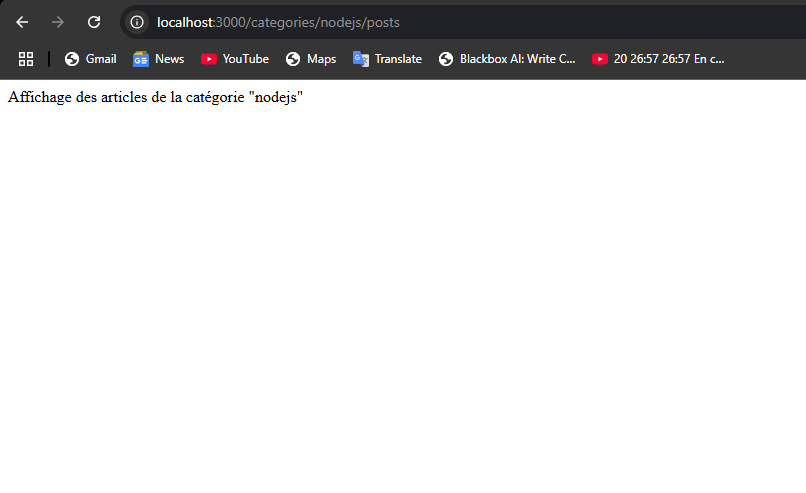 localhost:3000/categories/nodejs/posts
Gmail News YouTube Maps Translate Blackbox AI: Write C... 20 26:57 26:57 En c...
Affichage des articles de la catégorie "nodejs"